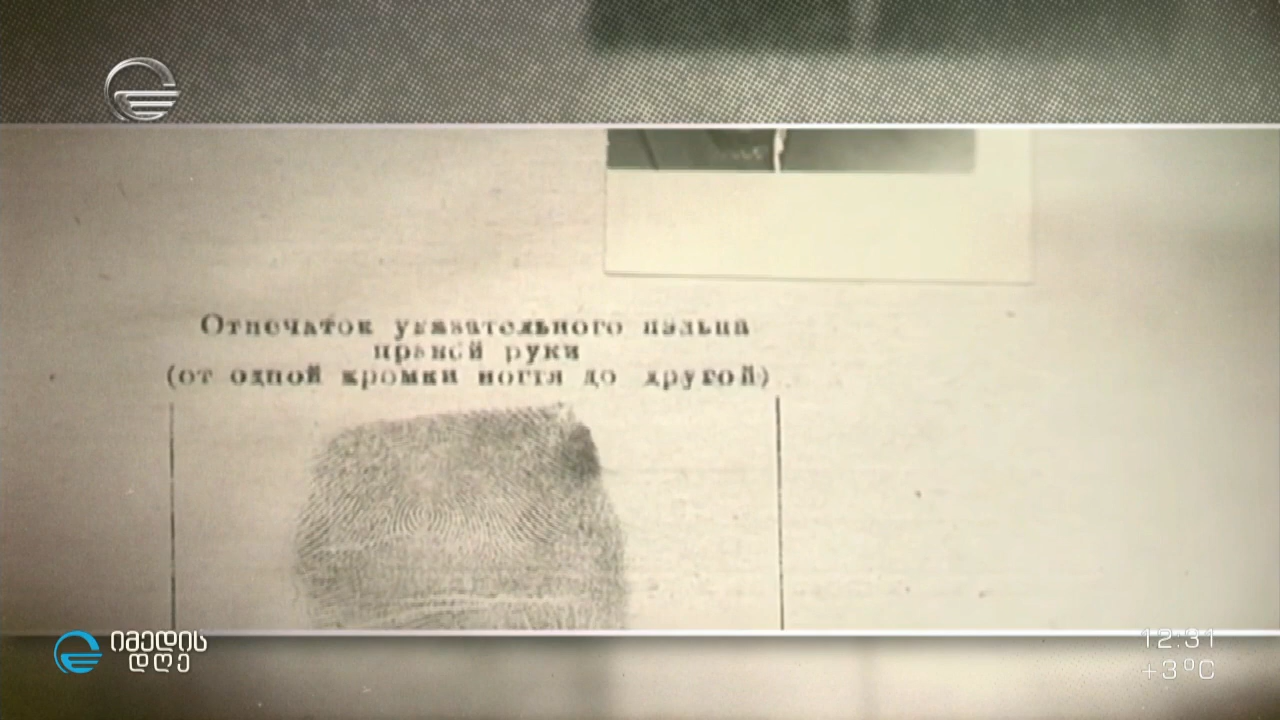 Отпечаток указательного пальца
правой руки
(от одной кромки ногтя до другой)
იმედის
დღე
12:31
+3°C